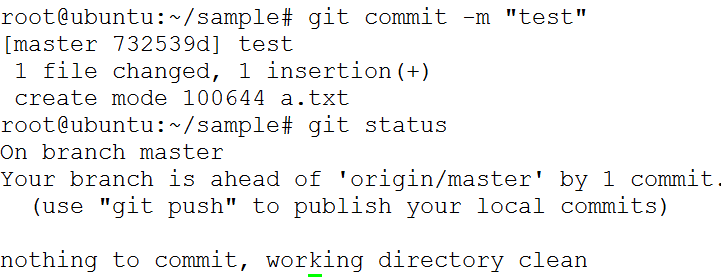 root@ubuntu:~/sample# git commit -m "test"
[master 732539d] test
 1 file changed, 1 insertion(+)
 create mode 100644 a.txt
root@ubuntu:~/sample# git status
On branch master
Your branch is ahead of 'origin/master' by 1 commit.
  (use "git push" to publish your local commits)

nothing to commit, working directory clean